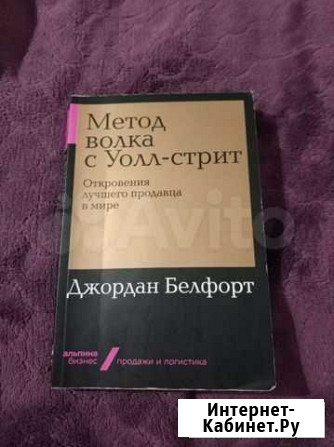 Метод
волка
с Уолл-стрит
Откровения
лучшего продавца
в мире
Avito
Джордан Белфорт
альпина
бизнес
продажи и логистика
Интернет-
Кабинет.Ру